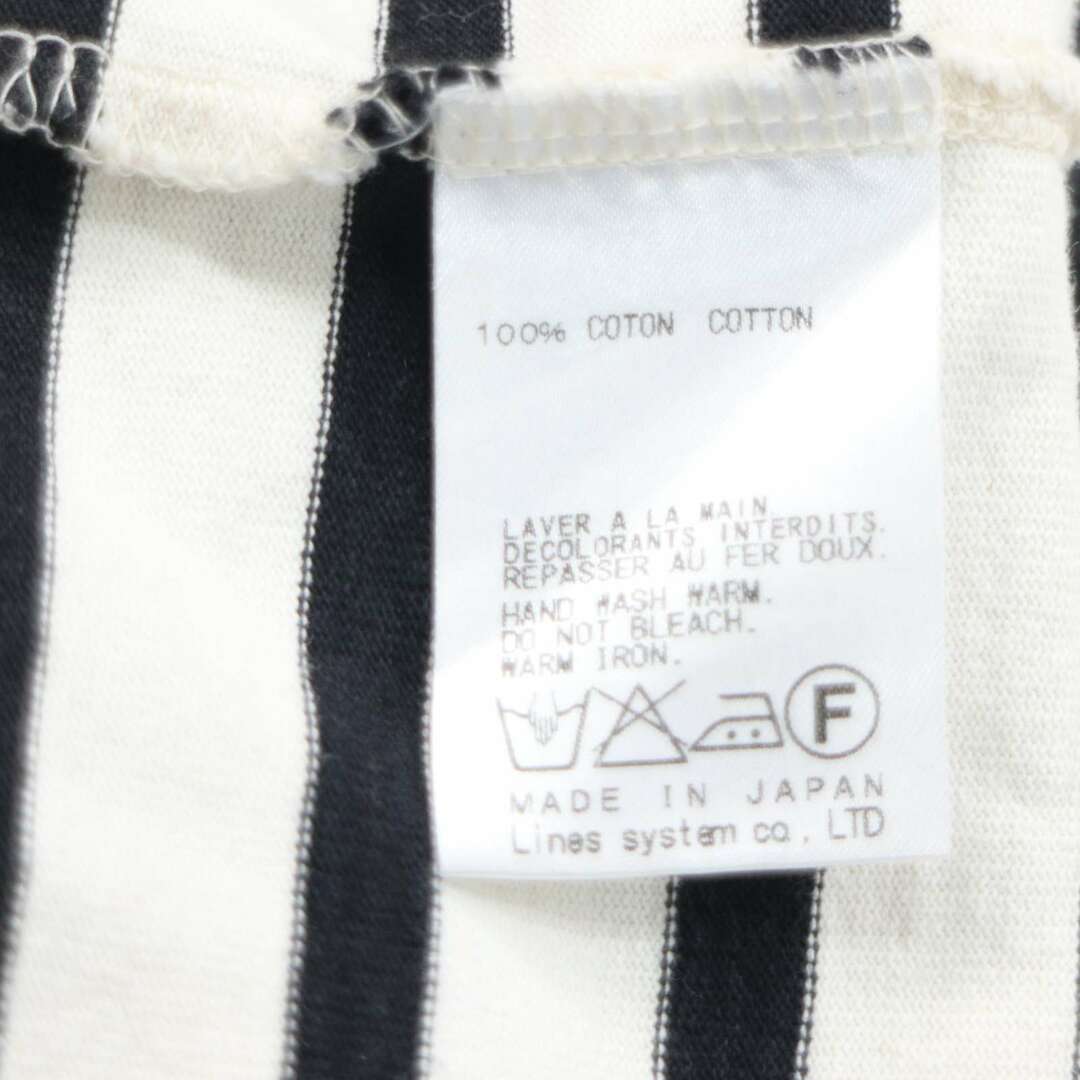 100% COTON COTTON
LAVER A LA MAIN.
DECOLORANTS INTERDITS.
REPASSER AU FER DOUX.
HAND WASH WARM.
DO NOT BLEACH.
WARM IRON.
F
MADE IN JAPAN
Lines system co., LTD